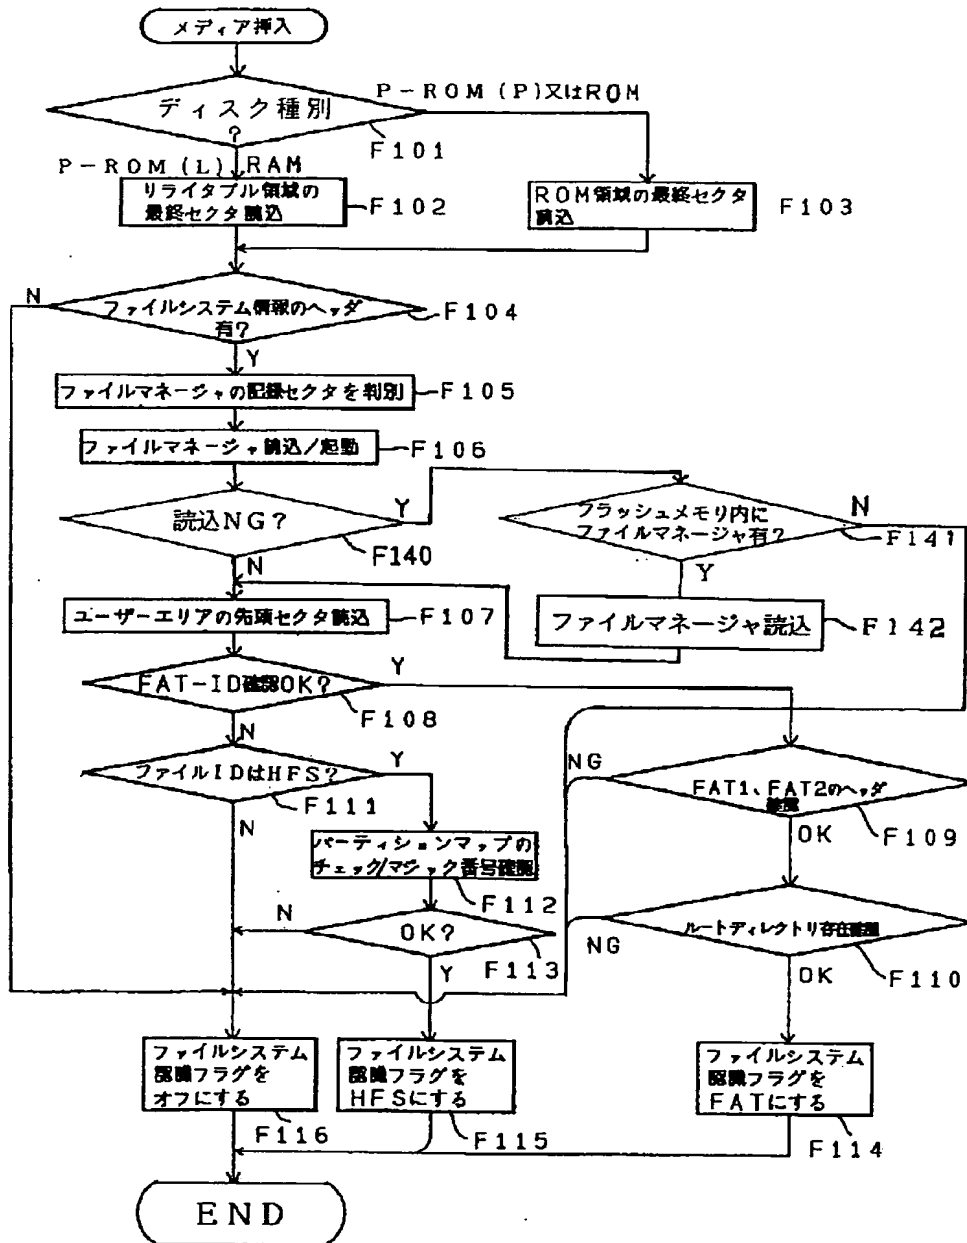 メディア挿入
P-ROM(P)又はROM
ディスク種別
?
F101
P-ROM(L) RAM
リライタブル領域の
最終セクタ読込
F102
ROM領域の最終セクタ
読込
F103
N
ファイルシステム情報のヘッダ
有?
F104
Y
ファイルマネージャの記録セクタを判別
F105
ファイルマネージャ読込/起動
F106
読込NG?
Y
F140
N
フラッシュメモリ内に
ファイルマネージャ有?
N
F141
Y
ユーザーエリアの先頭セクタ読込
F107
ファイルマネージャ読込
F142
FAT-ID確認OK?
Y
F108
N
ファイルIDはHFS?
Y
F111
N
NG
FAT1、FAT2のヘッダ
確認
F109
OK
パーティションマップの
チェック/マジック番号確認
F112
N
OK?
F113
Y
NG
ルートディレクトリ存在確認
F110
OK
ファイルシステム
認識フラグを
オフにする
F116
ファイルシステム
認識フラグを
HFSにする
F115
ファイルシステム
認識フラグを
FATにする
F114
END